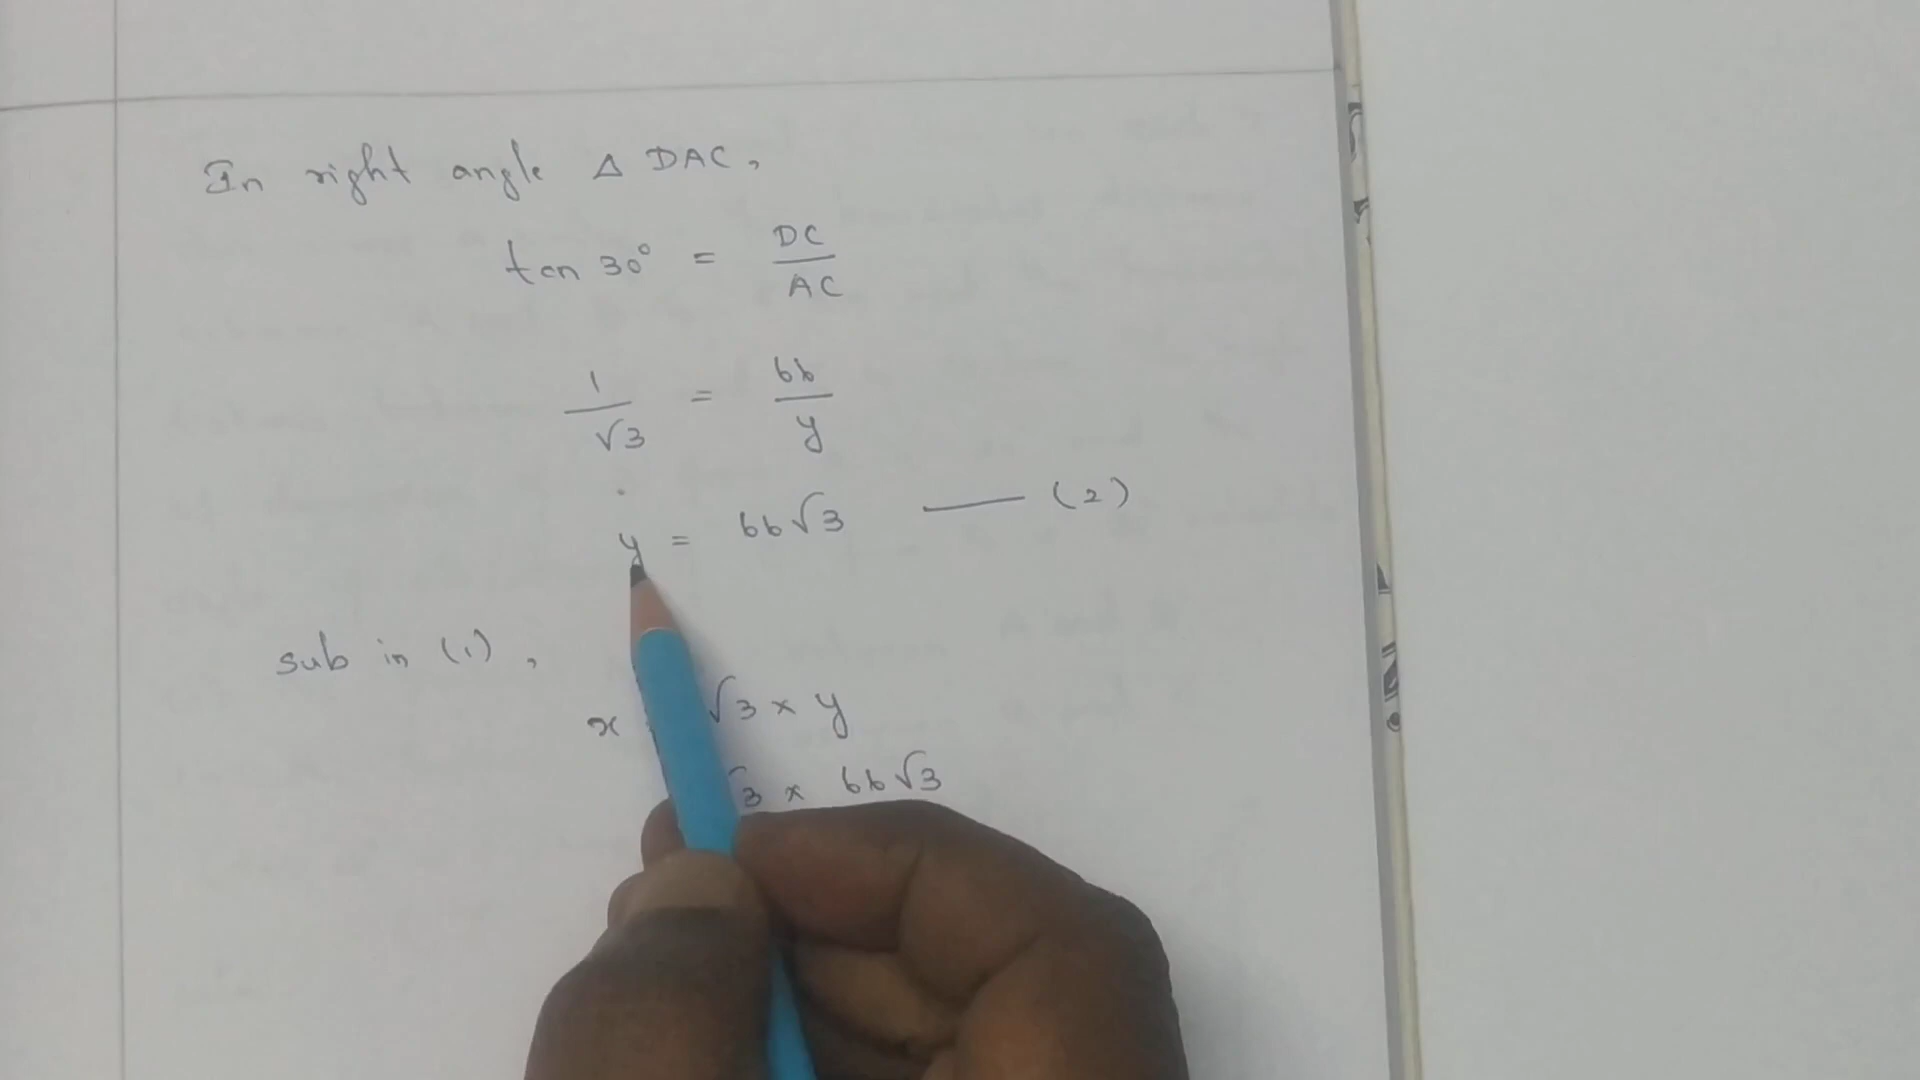 In right angle Δ DAC,
tan 30° = DC / AC
1 / √3 = 66 / y
y = 66√3 —— (2)
sub in (1),
x √3 × y
√3 × 66√3